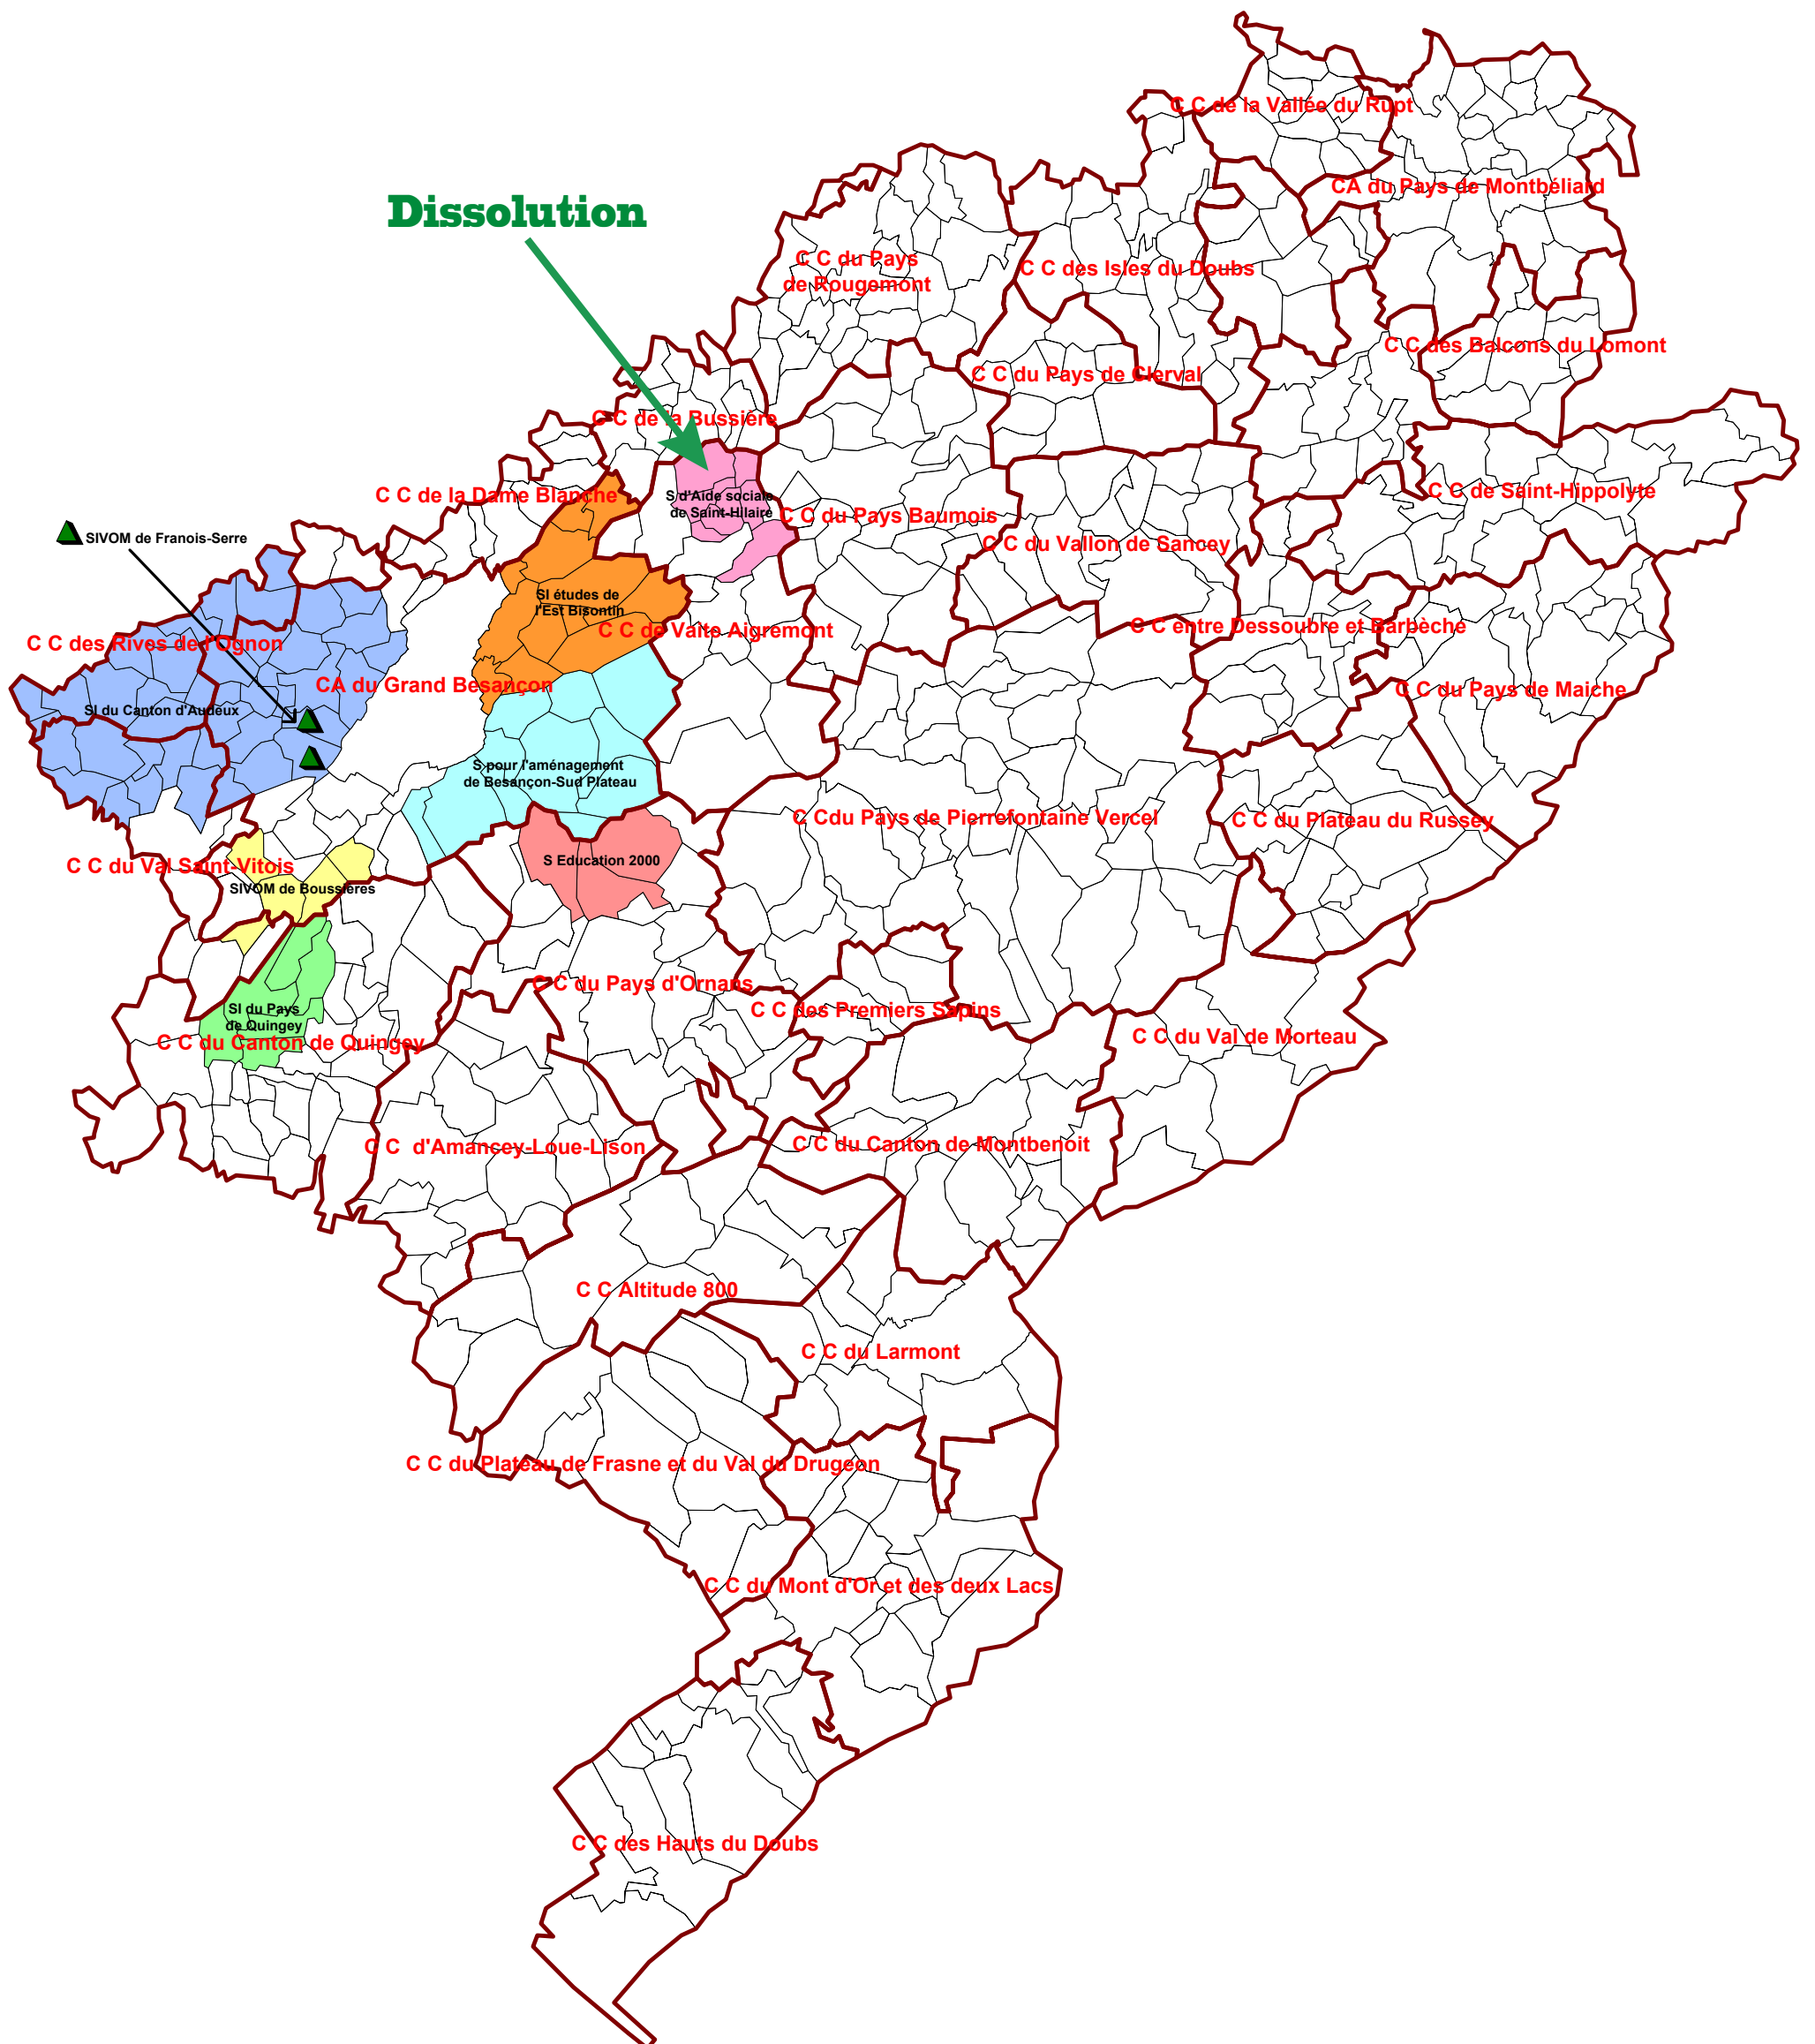 C C de la Vallée du Rupt
CA du Pays de Montbéliard
Dissolution
C C du Pays
de Rougemont
C C des Isles du Doubs
C C des Balcons du Lomont
C C du Pays de Clerval
C C de la Bussière
C C de la Dame Blanche
S d'Aide sociale
de Saint-Hilaire
C C de Saint-Hippolyte
C C du Pays Baumois
SIVOM de Franois-Serre
C C du Vallon de Sancey
SI études de
l'Est Bisontin
C C de Vaite Aigremont
C C entre Dessoubre et Barbèche
C C des Rives de l'Ognon
CA du Grand Besançon
C C du Pays de Maiche
SI du Canton d'Audeux
S pour l'aménagement
de Besançon-Sud Plateau
C Cdu Pays de Pierrefontaine Vercel
C C du Plateau du Russey
S Education 2000
C C du Val Saint-Vitois
SIVOM de Boussières
C C du Pays d'Ornans
C C des Premiers Sapins
SI du Pays
de Quingey
C C du Canton de Quingey
C C du Val de Morteau
C C  d'Amancey-Loue-Lison
C C du Canton de Montbenoit
C C Altitude 800
C C du Larmont
C C du Plateau de Frasne et du Val du Drugeon
C C du Mont d'Or et des deux Lacs
C C des Hauts du Doubs